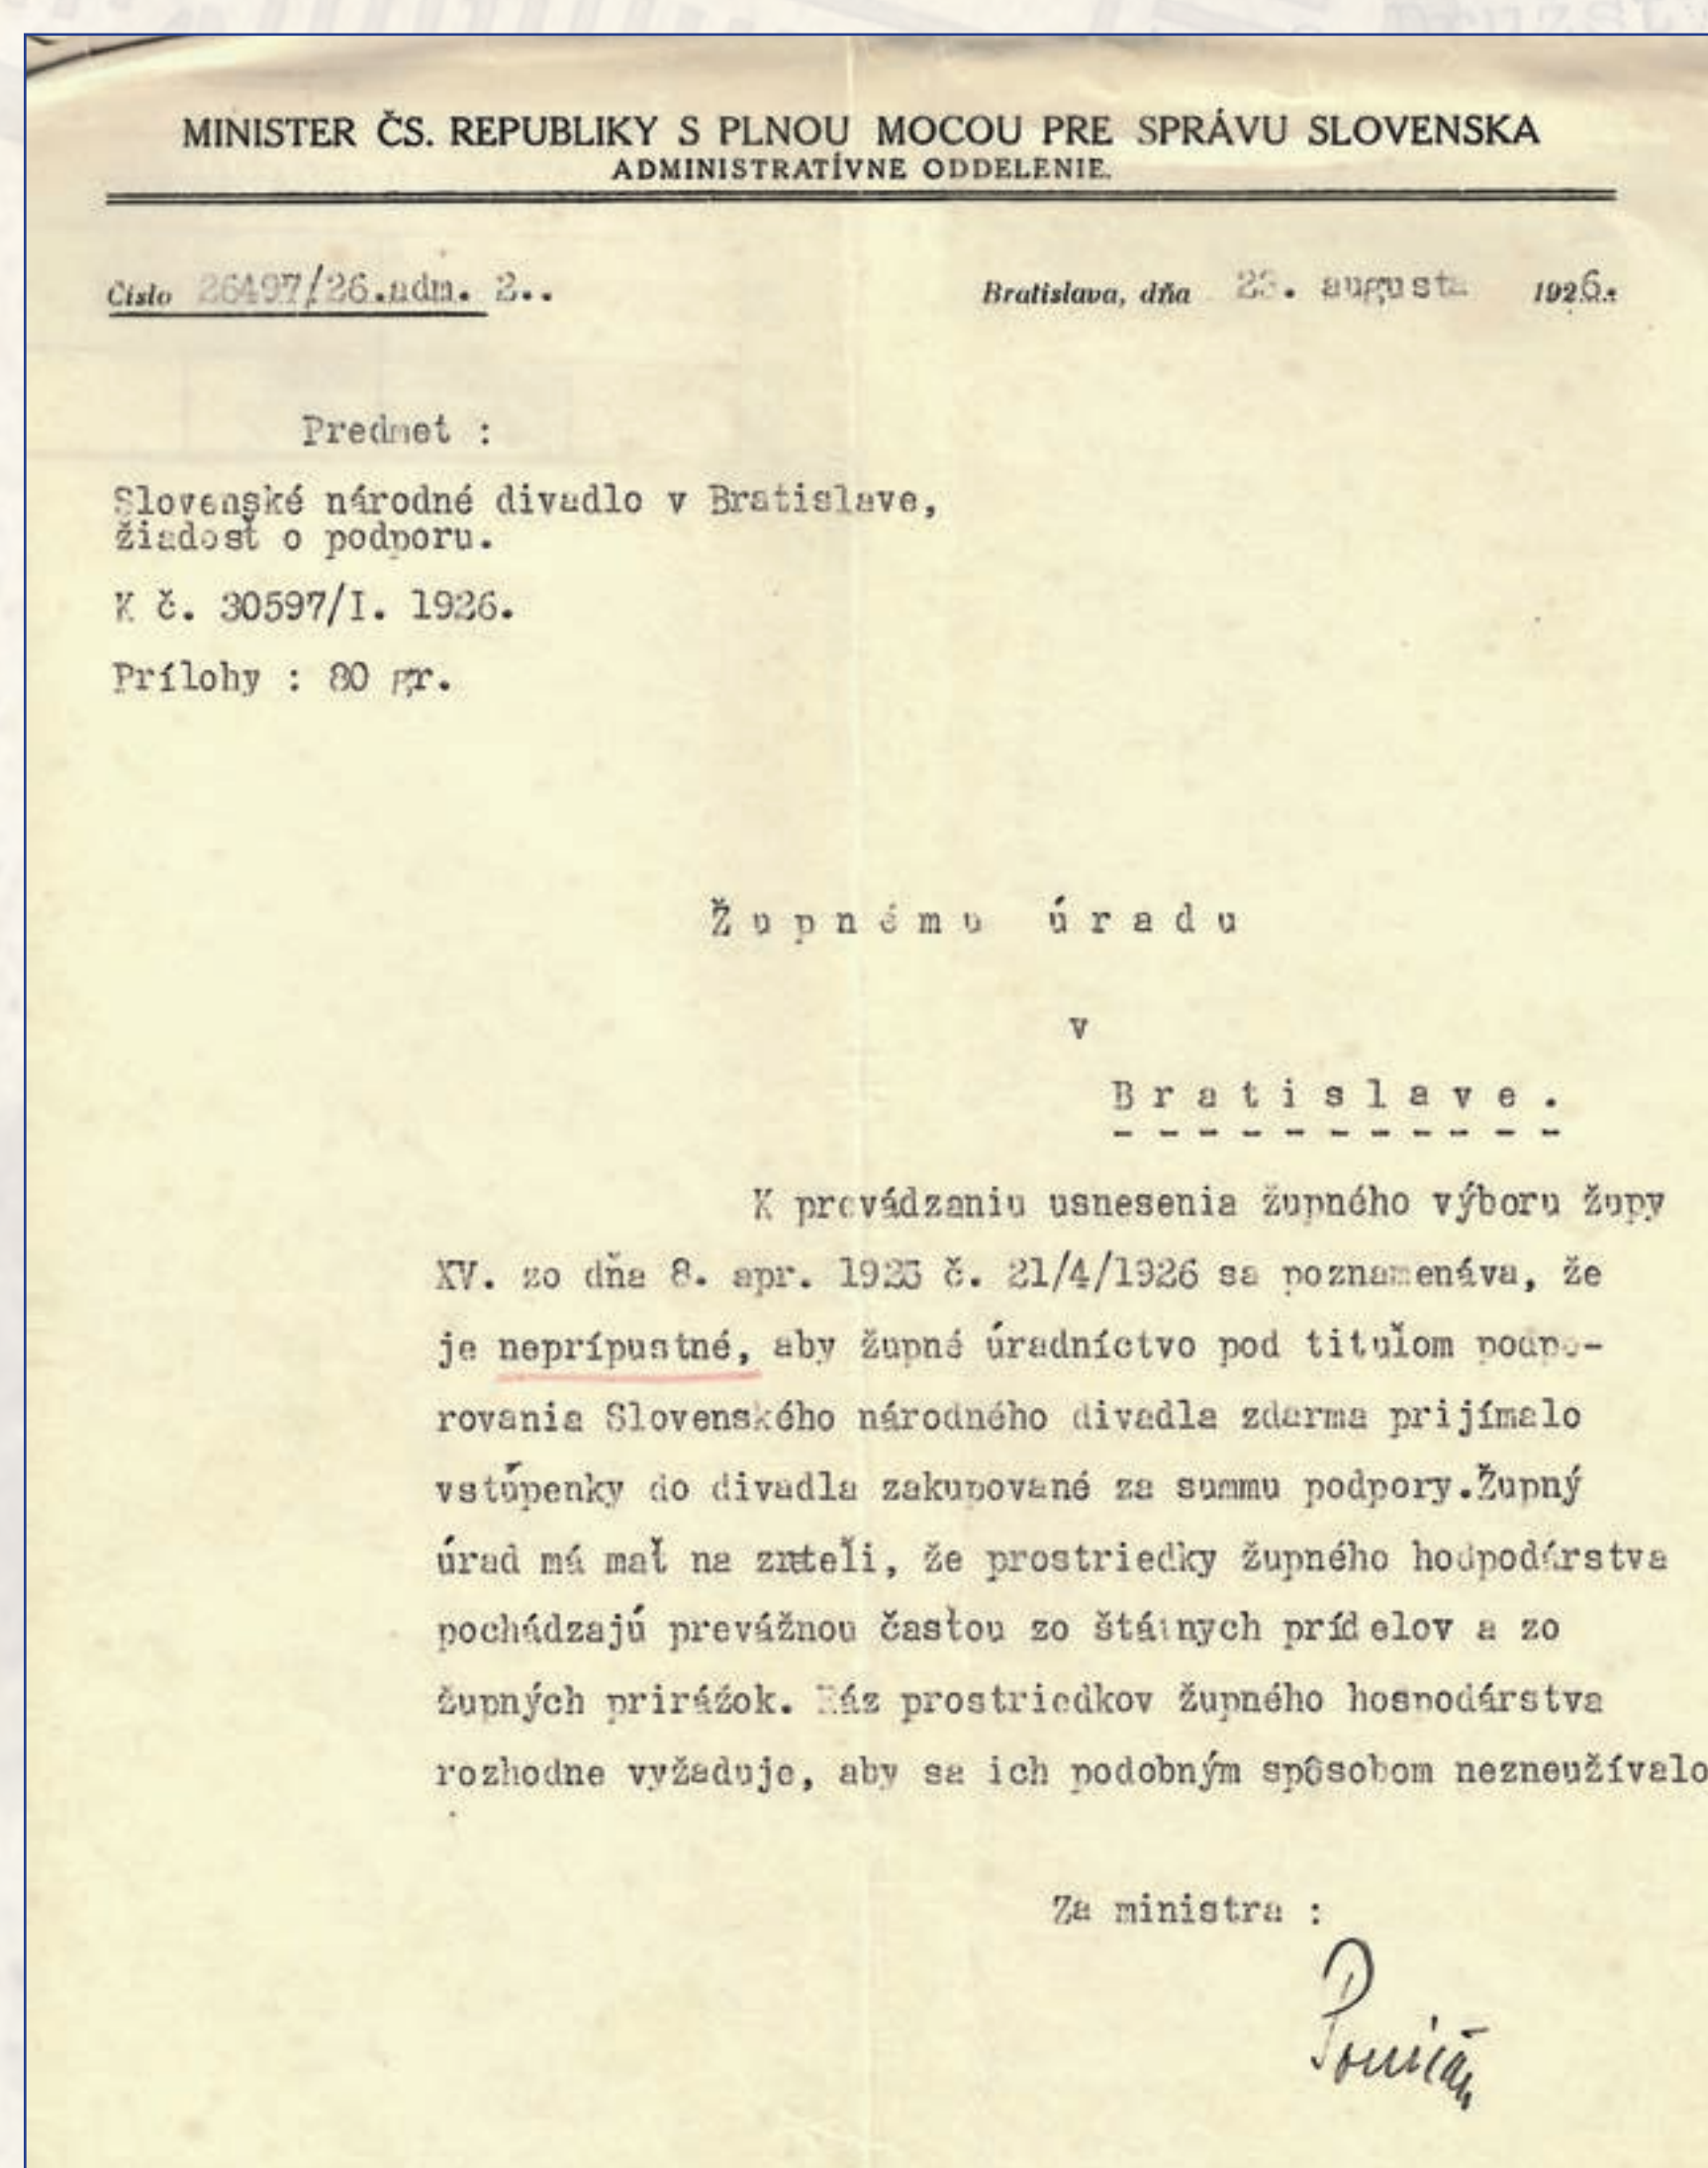 MINISTER ČS. REPUBLIKY S PLNOU MOCOU PRE SPRÁVU SLOVENSKA
ADMINISTRATÍVNE ODDELENIE.
Číslo 26497/26.adm. 2..
Bratislava, dňa 23. augusta 1926.
Predmet :
Slovenské národné divadlo v Bratislave,
žiadosť o podporu.
K č. 30597/I. 1926.
Prílohy : 80 gr.
Župnému úradu
v
Bratislave.
K prevádzaniu usnesenia župného výboru župy
XV. zo dňa 8. apr. 1925 č. 21/4/1926 sa poznamenáva, že
je neprípustné, aby župné úradníctvo pod titulom podpo-
rovania Slovenského národného divadla zdarma prijímalo
vstúpenky do divadla zakupované za summu podpory.Župný
úrad má mať na zreteli, že prostriedky župného hodpodárstva
pochádzajú prevážnou časťou zo štátnych prídelov a zo
župných prirážok. Ráz prostriedkov župného hospodárstva
rozhodne vyžaduje, aby sa ich podobným spôsobom nezneužívalo
Za ministra :